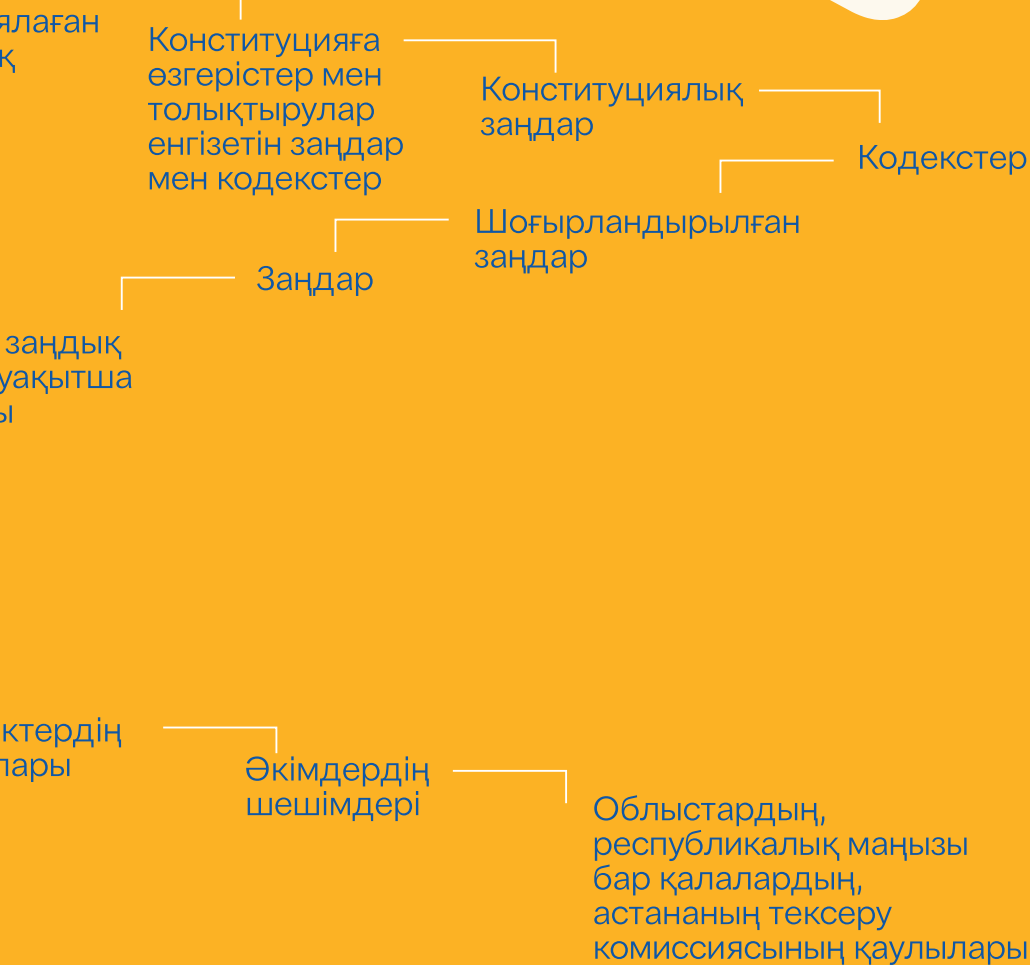 Конституцияға
өзгерістер мен
толықтырулар
енгізетін заңдар
мен кодекстер
Конституциялық
заңдар
Кодекстер
Шоғырландырылған
заңдар
Заңдар
заңдық
уақытша
Әкімдердің
шешімдері
Облыстардың,
республикалық маңызы
бар қалалардың,
астананың тексеру
комиссиясының қаулылары